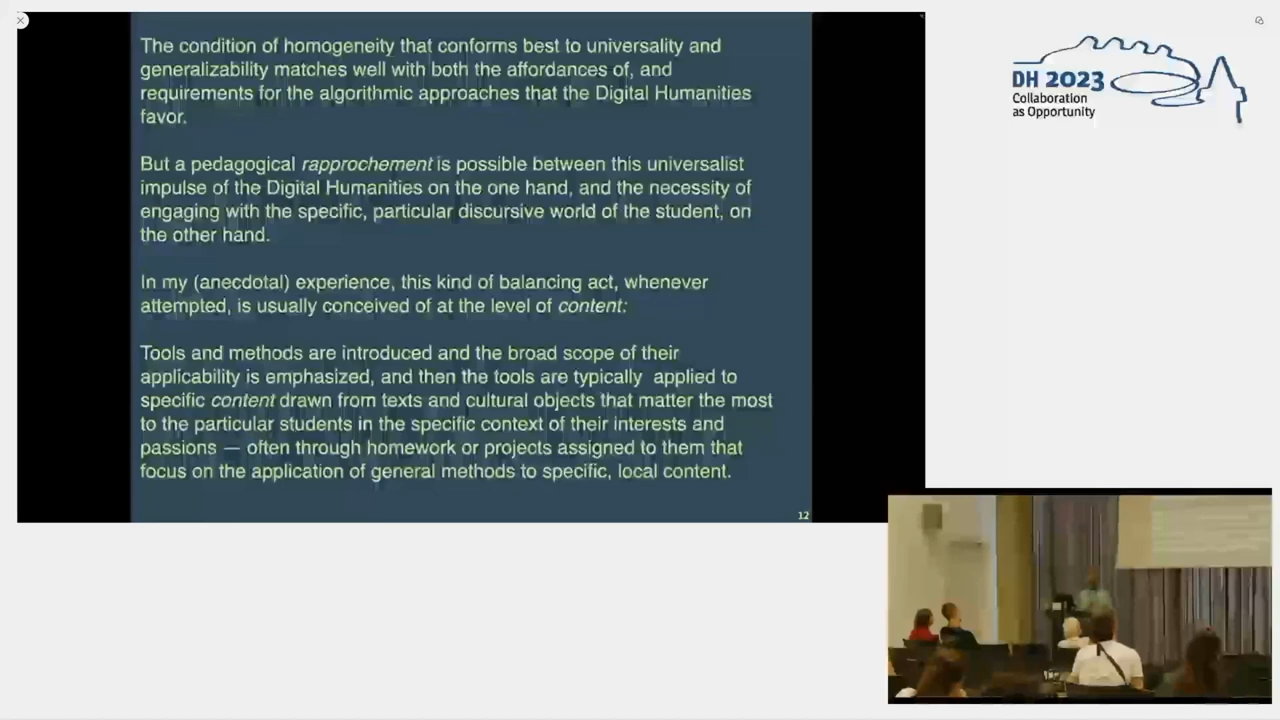 The condition of homogeneity that conforms best to universality and
generalizability matches well with both the affordances of, and
requirements for the algorithmic approaches that the Digital Humanities
favor.
But a pedagogical rapprochement is possible between this universalist
impulse of the Digital Humanities on the one hand, and the necessity of
engaging with the specific, particular discursive world of the student, on
the other hand.
In my (anecdotal) experience, this kind of balancing act, whenever
attempted, is usually conceived of at the level of content:
Tools and methods are introduced and the broad scope of their
applicability is emphasized, and then the tools are typically applied to
specific content drawn from texts and cultural objects that matter the most
to the particular students in the specific context of their interests and
passions — often through homework or projects assigned to them that
focus on the application of general methods to specific, local content.
12
DH 2023
Collaboration
as Opportunity